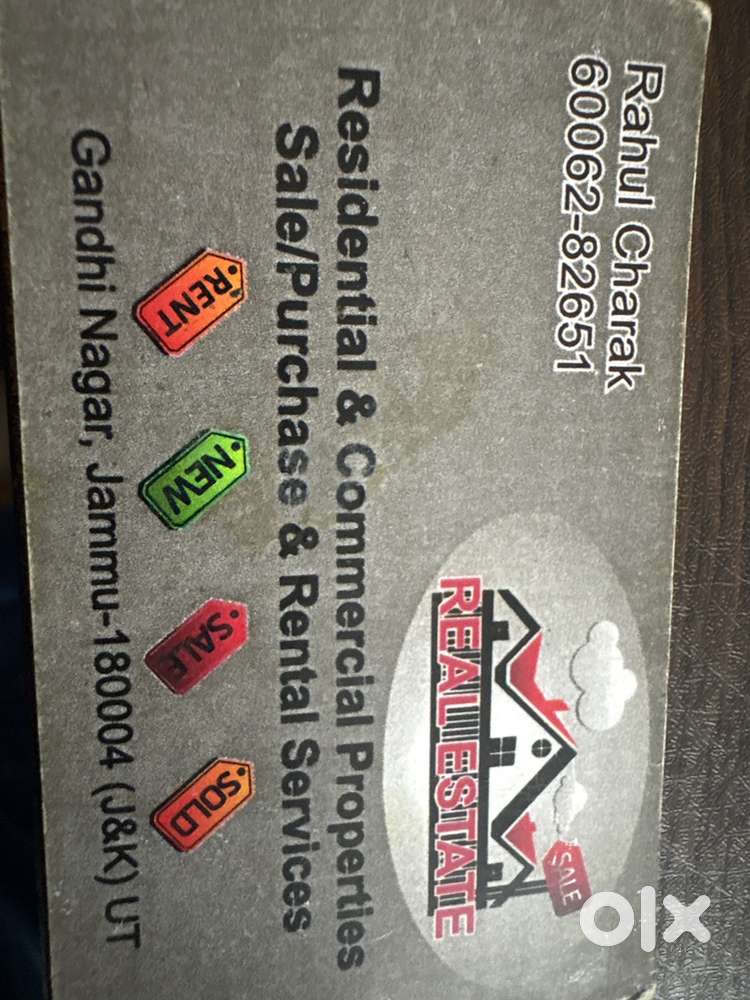 Rahul Charak
60062-82651
SALE
REAL ESTATE
Residential & Commercial Properties
Sale/Purchase & Rental Services
RENT
NEW
SALE
SOLD
Gandhi Nagar, Jammu-180004 (J&K) UT
olx